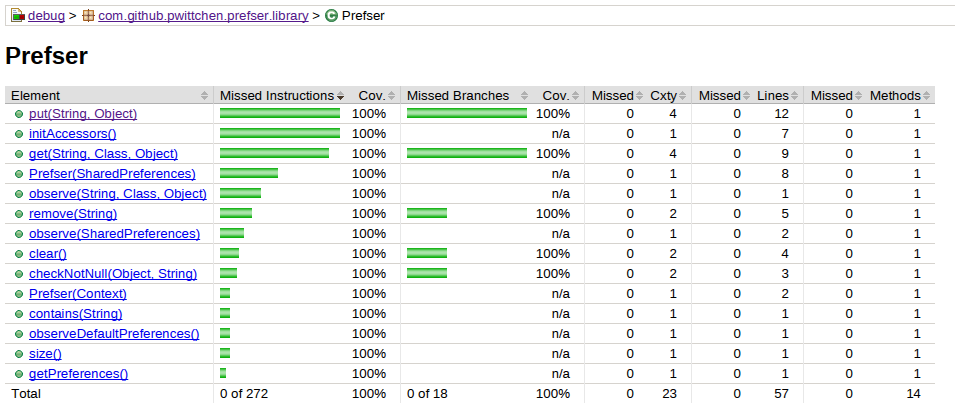 debug > com.github.pwittchen.prefser.library > Prefser
Prefser
Element Missed Instructions Cov. Missed Branches Cov. Missed Cxty Missed Lines Missed Methods
put(String, Object) 100% 100% 0 4 0 12 0 1
initAccessors() 100% n/a 0 1 0 7 0 1
get(String, Class, Object) 100% 100% 0 4 0 9 0 1
Prefser(SharedPreferences) 100% n/a 0 1 0 8 0 1
observe(String, Class, Object) 100% n/a 0 1 0 1 0 1
remove(String) 100% 100% 0 2 0 5 0 1
observe(SharedPreferences) 100% n/a 0 1 0 2 0 1
clear() 100% 100% 0 2 0 4 0 1
checkNotNull(Object, String) 100% 100% 0 2 0 3 0 1
Prefser(Context) 100% n/a 0 1 0 2 0 1
contains(String) 100% n/a 0 1 0 1 0 1
observeDefaultPreferences() 100% n/a 0 1 0 1 0 1
size() 100% n/a 0 1 0 1 0 1
getPreferences() 100% n/a 0 1 0 1 0 1
Total 0 of 272 100% 0 of 18 100% 0 23 0 57 0 14